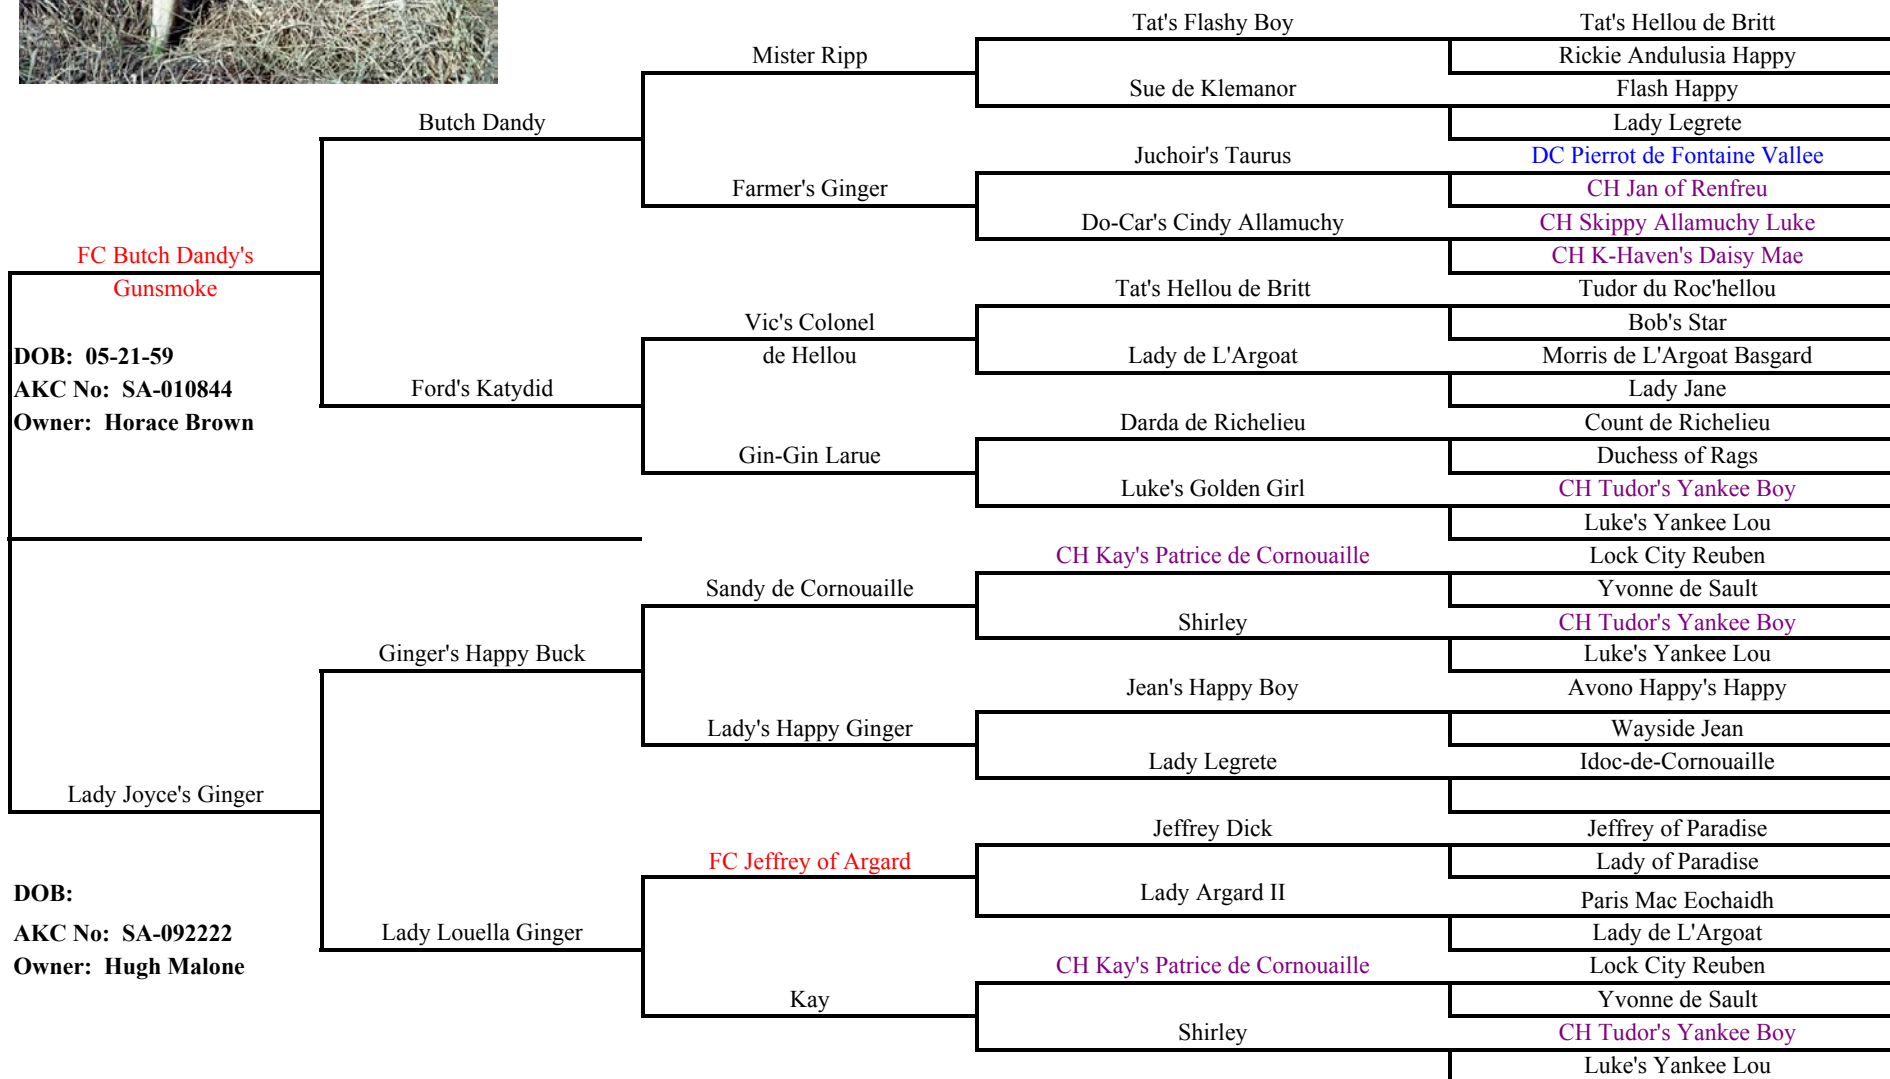 Tat's Flashy Boy
Tat's Hellou de Britt
Mister Ripp
Rickie Andulusia Happy
Sue de Klemanor
Flash Happy
Butch Dandy
Lady Legrete
Juchoir's Taurus
DC Pierrot de Fontaine Vallee
Farmer's Ginger
CH Jan of Renfreu
Do-Car's Cindy Allamuchy
CH Skippy Allamuchy Luke
FC Butch Dandy's
CH K-Haven's Daisy Mae
Gunsmoke
Tat's Hellou de Britt
Tudor du Roc'hellou
Vic's Colonel
Bob's Star
DOB: 05-21-59
de Hellou
Lady de L'Argoat
Morris de L'Argoat Basgard
AKC No: SA-010844
Ford's Katydid
Lady Jane
Owner: Horace Brown
Darda de Richelieu
Count de Richelieu
Gin-Gin Larue
Duchess of Rags
Luke's Golden Girl
CH Tudor's Yankee Boy
Luke's Yankee Lou
CH Kay's Patrice de Cornouaille
Lock City Reuben
Sandy de Cornouaille
Yvonne de Sault
Shirley
CH Tudor's Yankee Boy
Ginger's Happy Buck
Luke's Yankee Lou
Jean's Happy Boy
Avono Happy's Happy
Lady's Happy Ginger
Wayside Jean
Lady Legrete
Idoc-de-Cornouaille
Lady Joyce's Ginger
Jeffrey Dick
Jeffrey of Paradise
FC Jeffrey of Argard
Lady of Paradise
DOB:
Lady Argard II
Paris Mac Eochaidh
AKC No: SA-092222
Lady Louella Ginger
Lady de L'Argoat
Owner: Hugh Malone
CH Kay's Patrice de Cornouaille
Lock City Reuben
Kay
Yvonne de Sault
Shirley
CH Tudor's Yankee Boy
Luke's Yankee Lou